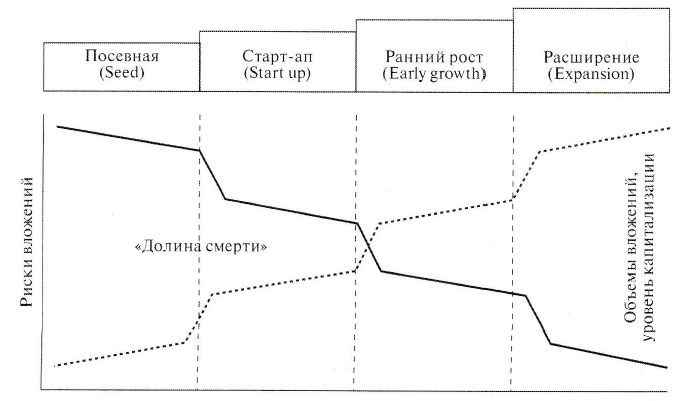 Посевная
(Seed)
Старт-ап
(Start up)
Ранний рост
(Early growth)
Расширение
(Expansion)
Риски вложений
«Долина смерти»
Объемы вложений,
уровень капитализации